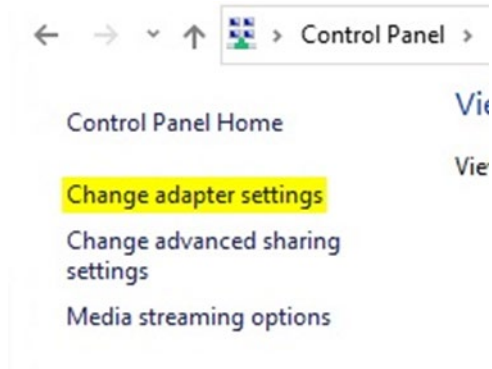 Control Panel
Control Panel Home
Change adapter settings
Change advanced sharing
settings
Media streaming options